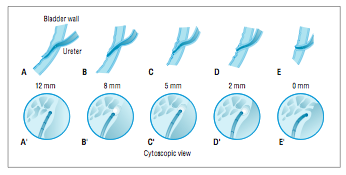 Bladder wall
Ureter
A B C D E
12 mm 8 mm 5 mm 2 mm 0 mm
A' B' C' D' E'
Cytoscopic view